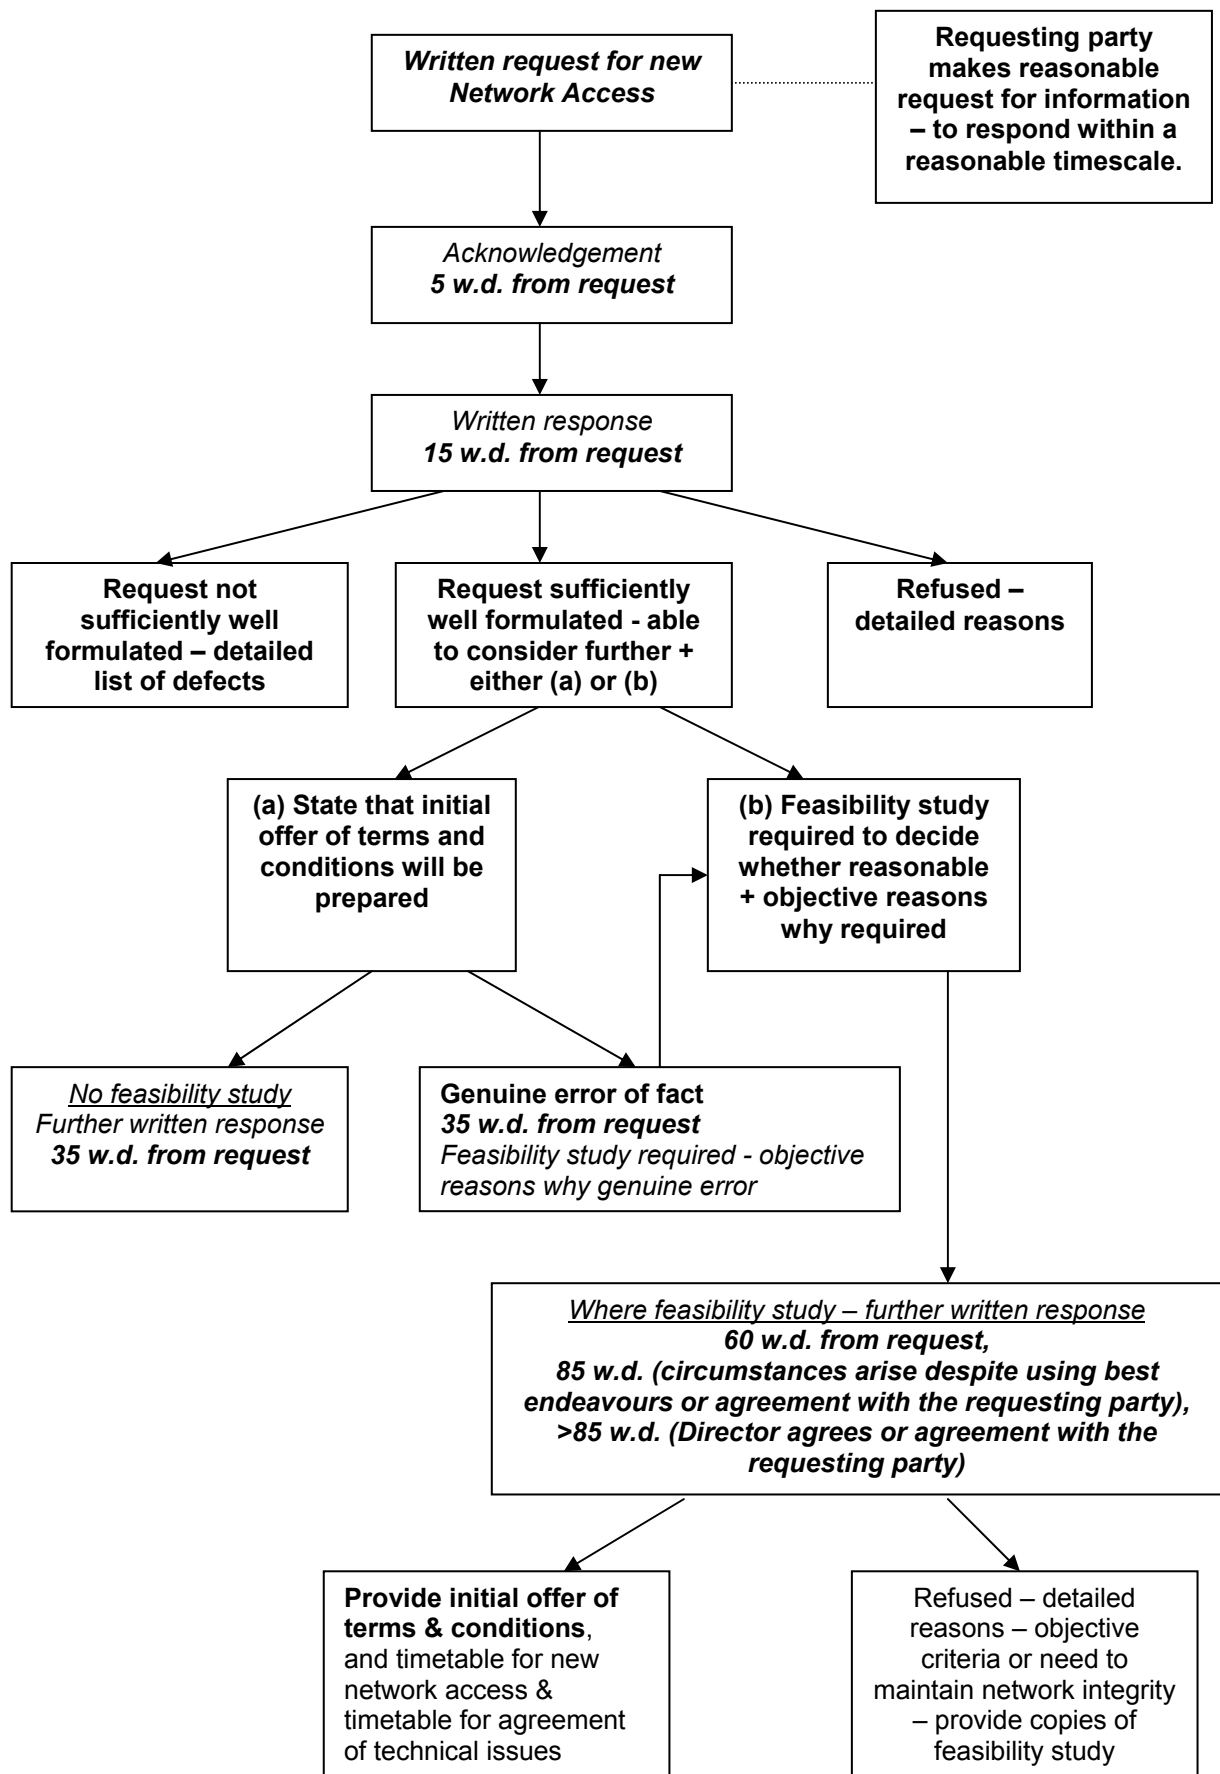 Written request for new
Network Access
Requesting party
makes reasonable
request for information
– to respond within a
reasonable timescale.
Acknowledgement
5 w.d. from request
Written response
15 w.d. from request
Request not
sufficiently well
formulated – detailed
list of defects
Request sufficiently
well formulated - able
to consider further +
either (a) or (b)
Refused –
detailed reasons
(a) State that initial
offer of terms and
conditions will be
prepared
(b) Feasibility study
required to decide
whether reasonable
+ objective reasons
why required
No feasibility study
Further written response
35 w.d. from request
Genuine error of fact
35 w.d. from request
Feasibility study required - objective
reasons why genuine error
Where feasibility study – further written response
60 w.d. from request,
85 w.d. (circumstances arise despite using best
endeavours or agreement with the requesting party),
>85 w.d. (Director agrees or agreement with the
requesting party)
Provide initial offer of
terms & conditions,
and timetable for new
network access &
timetable for agreement
of technical issues
Refused – detailed
reasons – objective
criteria or need to
maintain network integrity
– provide copies of
feasibility study